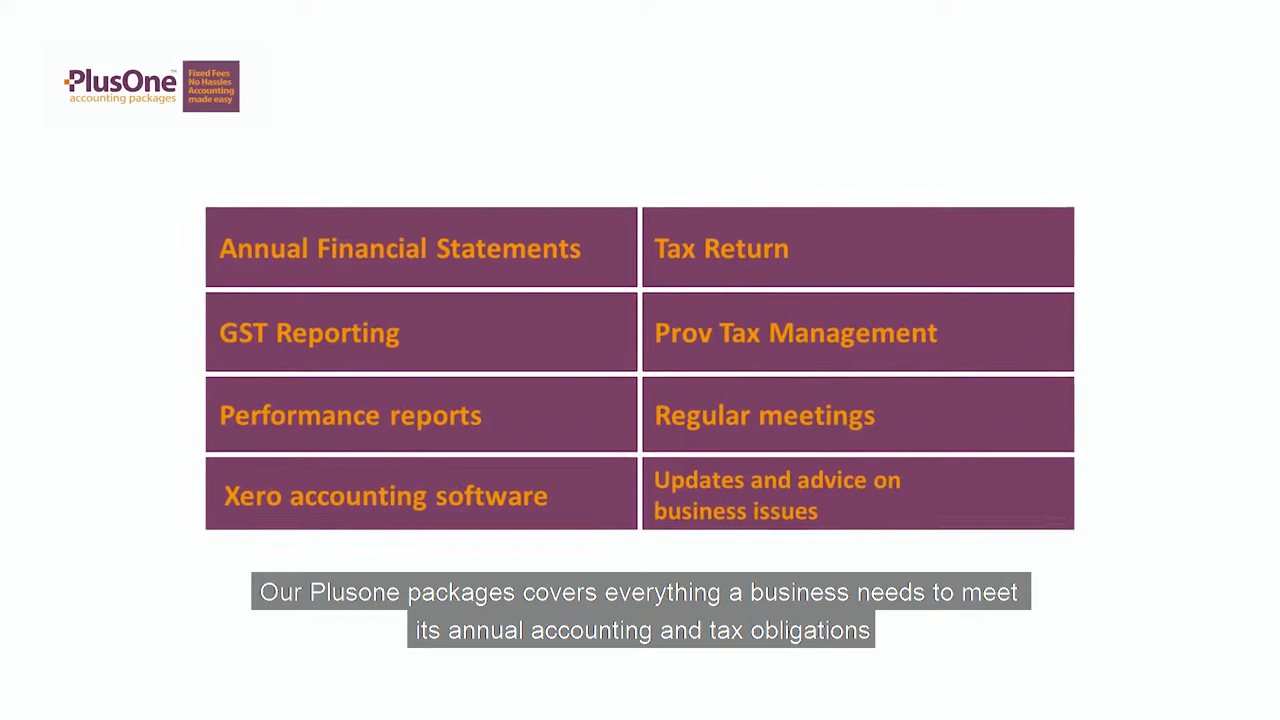 PlusOne™
accounting packages
Fixed Fees
No Hassles
Accounting
made easy
Annual Financial Statements
Tax Return
GST Reporting
Prov Tax Management
Performance reports
Regular meetings
Xero accounting software
Updates and advice on
business issues
Our Plusone packages covers everything a business needs to meet
its annual accounting and tax obligations